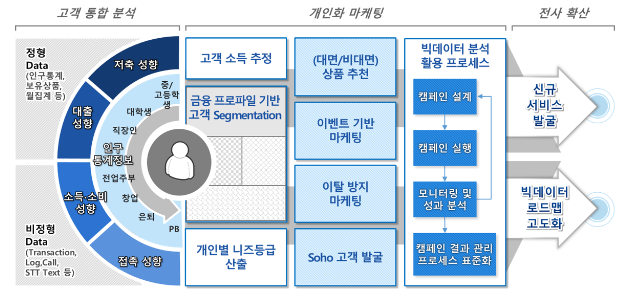 고객 통합 분석
개인화 마케팅
전사 확산
정형
Data
(인구통계,
보유상품,
월집계 등)
비정형
Data
(Transaction,
Log,Call,
STT Text 등)
저축 성향
대출
성향
소득·소비
성향
접촉 성향
중/
고등학
생
대학생
직장인
인구
통계정보
전업주부
창업
은퇴
PB
고객 소득 추정
금융 프로파일 기반
고객 Segmentation
개인별 니즈등급
산출
(대면/비대면)
상품 추천
이벤트 기반
마케팅
이탈 방지
마케팅
Soho 고객 발굴
빅데이터 분석
활용 프로세스
캠페인 설계
캠페인 실행
모니터링 및
성과 분석
캠페인 결과 관리
프로세스 표준화
신규
서비스
발굴
빅데이터
로드맵
고도화